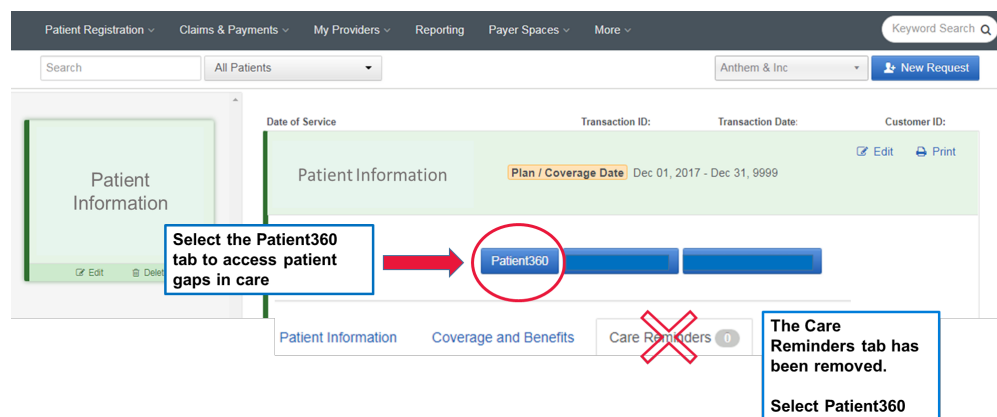 Patient Registration Claims & Payments My Providers Reporting Payer Spaces More Keyword Search
Search All Patients Anthem & Inc New Request
Date of Service Transaction ID: Transaction Date: Customer ID:
Edit Print
Patient Information Plan / Coverage Date Dec 01, 2017 - Dec 31, 9999
Patient
Information
Edit Delet
Select the Patient360
tab to access patient
gaps in care
Patient360
Patient Information Coverage and Benefits Care Reminders 0
The Care
Reminders tab has
been removed.
Select Patient360